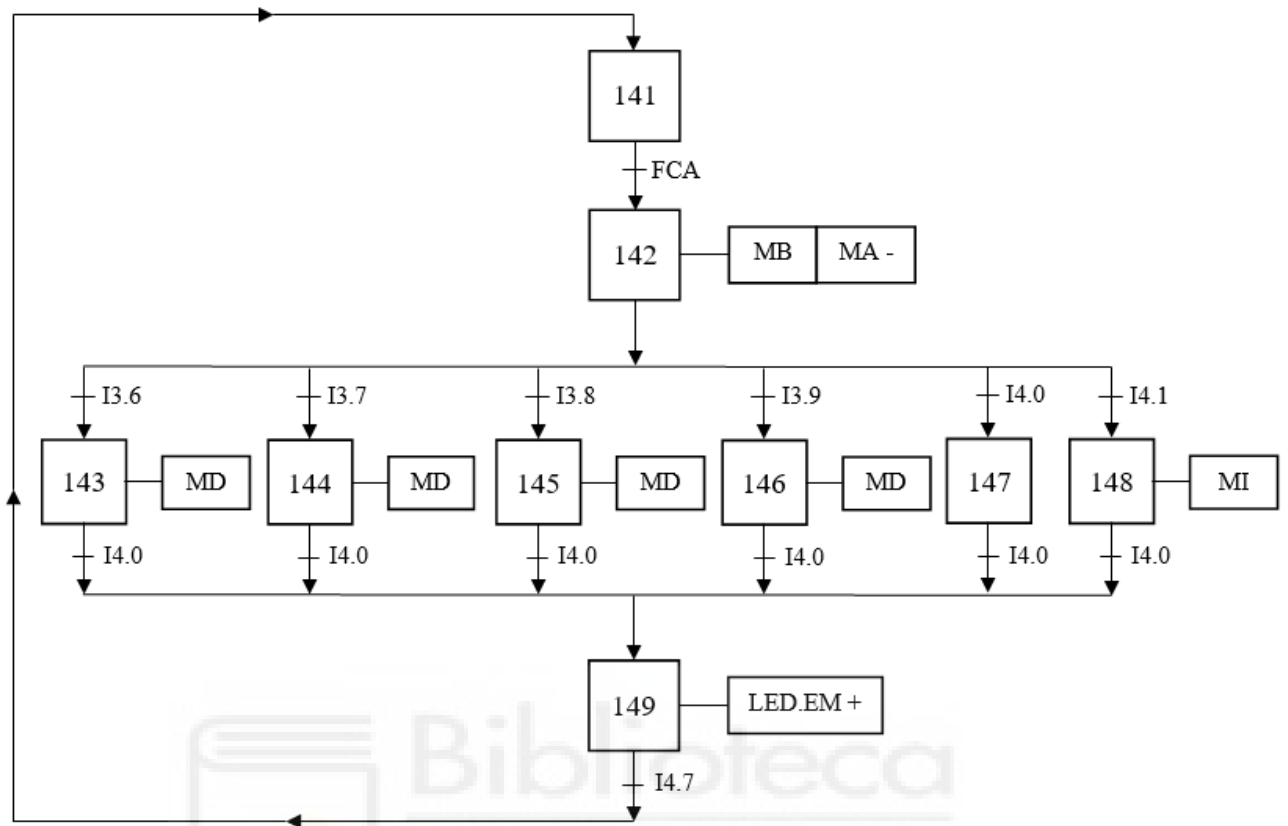 141
FCA
142
MB
MA -
I3.6
I3.7
I3.8
I3.9
I4.0
I4.1
143
MD
144
MD
145
MD
146
MD
147
148
MI
I4.0
I4.0
I4.0
I4.0
I4.0
I4.0
149
LED.EM +
I4.7
Biblioteca